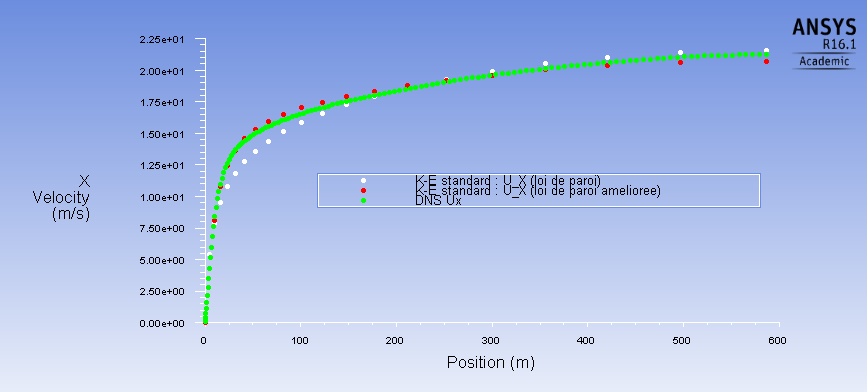 ANSYS
R16.1
Academic
2.25e+01
2.00e+01
1.75e+01
1.50e+01
1.25e+01
1.00e+01
7.50e+00
5.00e+00
2.50e+00
0.00e+00
X
Velocity
(m/s)
K-E standard : U_X (loi de paroi)
K-E standard : U_X (loi de paroi amelioree)
DNS Ux
0
100
200
300
400
500
600
Position (m)